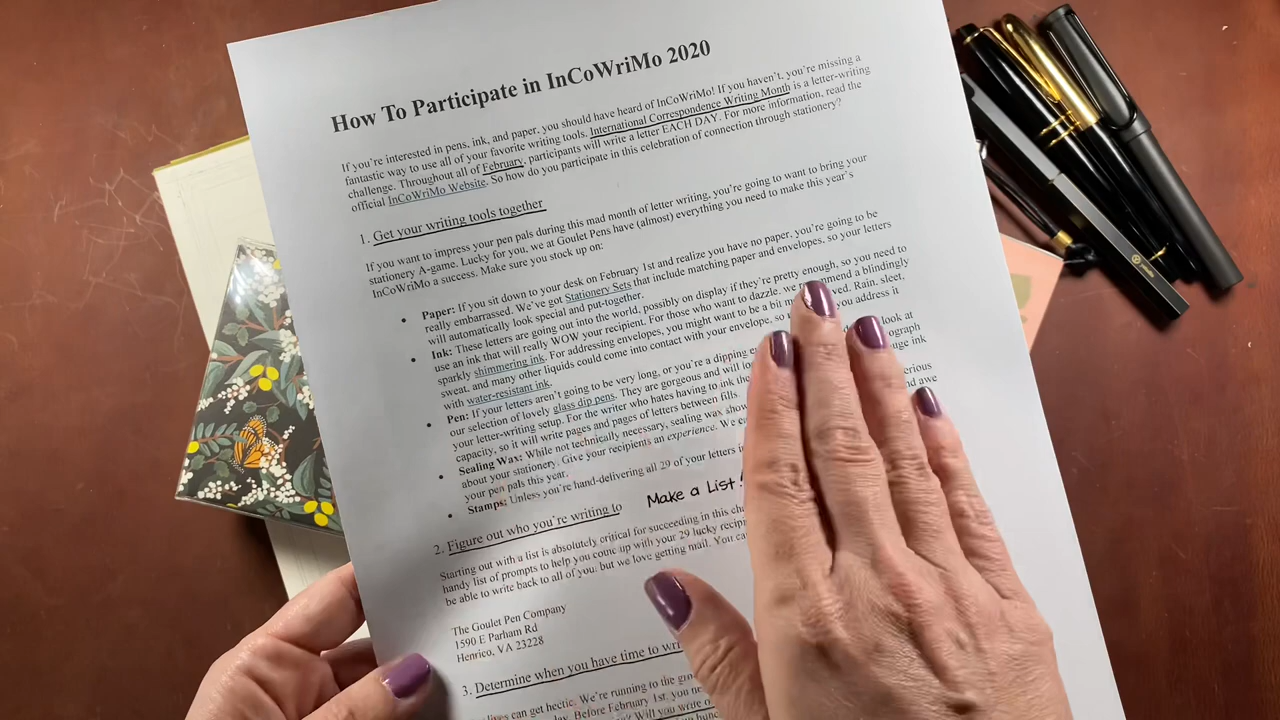 How To Participate in InCoWriMo 2020
If you're interested in pens, ink, and paper, you should have heard of InCoWriMo! If you haven't, you're missing a
fantastic way to use all of your favorite writing tools. International Correspondence Writing Month is a letter-writing
challenge. Throughout all of February, participants will write a letter EACH DAY. For more information, read the
official InCoWriMo Website. So how do you participate in this celebration of connection through stationery?
1. Get your writing tools together
If you want to impress your pen pals during this mad month of letter writing, you're going to want to bring your
stationery A-game. Lucky for you, we at Goulet Pens have (almost) everything you need to make this year's
InCoWriMo a success. Make sure you stock up on:
• Paper: If you sit down to your desk on February 1st and realize you have no paper, you're going to be
really embarrassed. We've got Stationery Sets that include matching paper and envelopes, so your letters
will automatically look special and put-together.
• Ink: These letters are going out into the world, possibly on display if they're pretty enough, so you need to
use an ink that will really WOW your recipient. For those who want to dazzle, we recommend a blindingly
sparkly shimmering ink. For addressing envelopes, you might want to be a bit more you address it
sweat, and many other liquids could come into contact with your envelope, so Rain, sleet,
with water-resistant ink.
• Pen: If your letters aren't going to be very long, or you're a dipping look at
our selection of lovely glass dip pens. They are gorgeous and will
your letter-writing setup. For the writer who hates having to ink ink
capacity, so it will write pages and pages of letters between fills
• Sealing Wax: While not technically necessary, sealing wax
about your stationery. Give your recipients an experience. We and awe
your pen pals this year.
• Stamps: Unless you're hand-delivering all 29 of your letters
2. Figure out who you're writing to Make a List!
Starting out with a list is absolutely critical for succeeding in this
handy list of prompts to help you come up with your 29 lucky
be able to write back to all of you, but we love getting mail. You
The Goulet Pen Company
1590 E Parham Rd
Henrico, VA 23228
3. Determine when you have time to
lives can get hectic. We're running to the
day. Before February 1st, you
Will you write